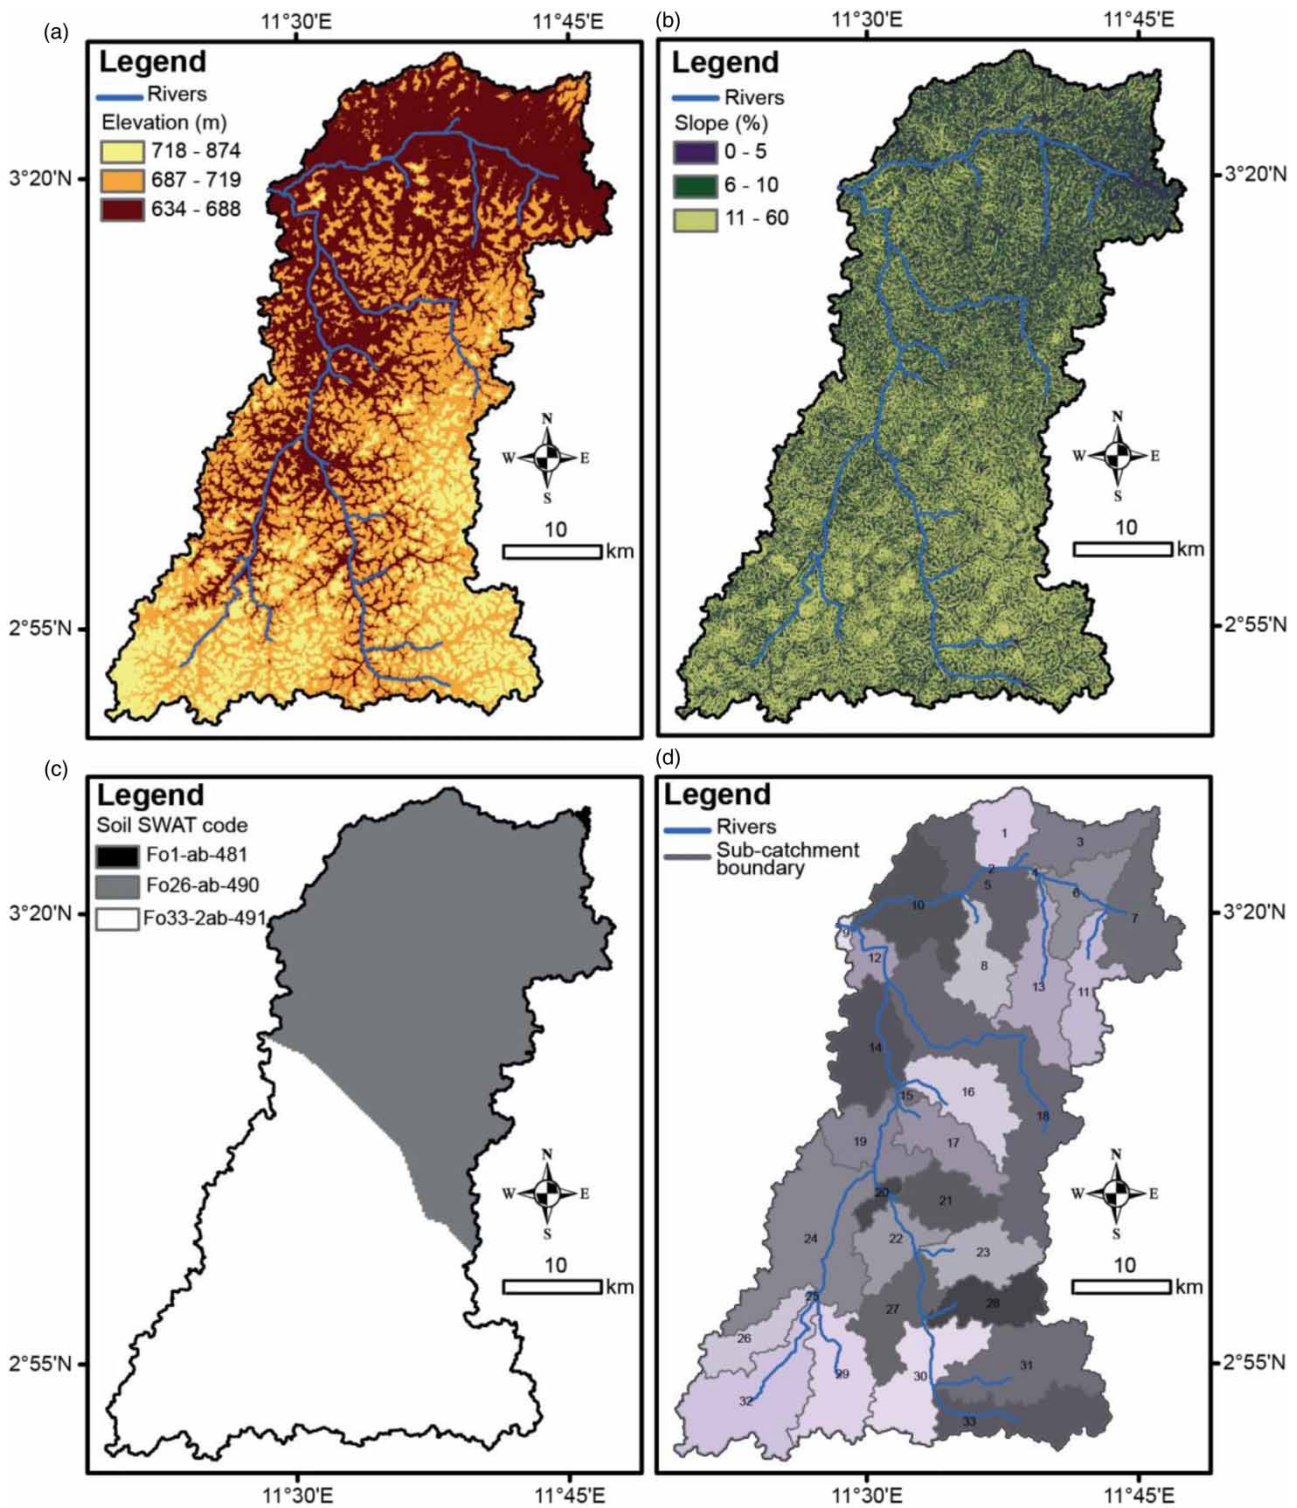 (a)
11°30'E
11°45'E
Legend
Rivers
Elevation (m)
718 - 874
687 - 719
634 - 688
3°20'N
2°55'N
N
W
E
S
10
km
(b)
11°30'E
11°45'E
Legend
Rivers
Slope (%)
0 - 5
6 - 10
11 - 60
3°20'N
2°55'N
N
W
E
S
10
km
(c)
Legend
Soil SWAT code
Fo1-ab-481
Fo26-ab-490
Fo33-2ab-491
3°20'N
2°55'N
N
W
E
S
10
km
11°30'E
11°45'E
(d)
Legend
Rivers
Sub-catchment
boundary
1
2
3
4
5
6
7
8
9
10
11
12
13
14
15
16
17
18
19
20
21
22
23
24
25
26
27
28
29
30
31
32
33
3°20'N
2°55'N
N
W
E
S
10
km
11°30'E
11°45'E